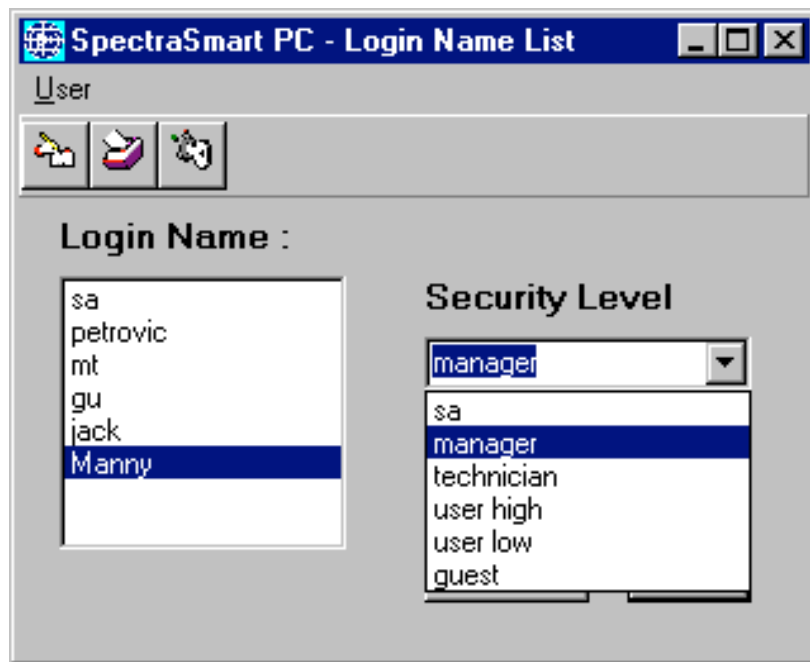 SpectraSmart PC - Login Name List
User
Login Name :
sa
petrovic
mt
gu
jack
Manny
Security Level
manager
sa
manager
technician
user high
user low
guest